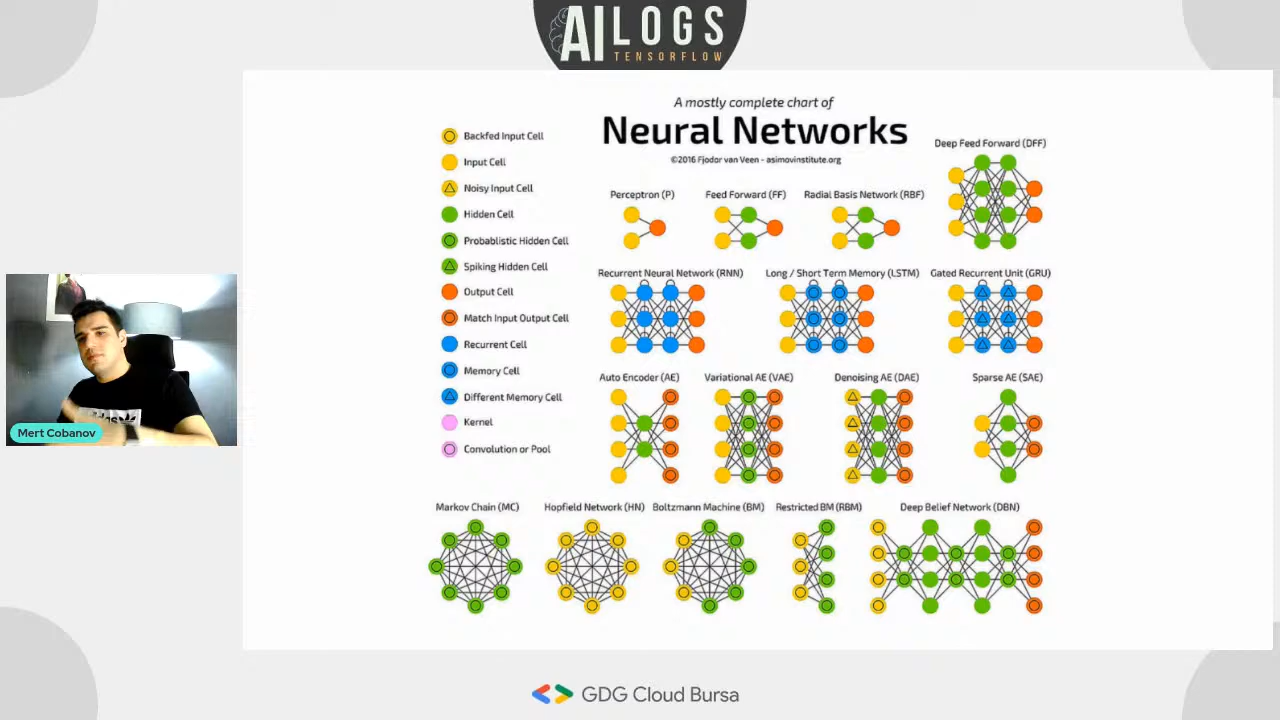 AI LOGS
TENSORFLOW
A mostly complete chart of
Neural Networks
©2016 Fjodor van Veen - asimovinstitute.org
Backfed Input Cell
Input Cell
Noisy Input Cell
Hidden Cell
Probablistic Hidden Cell
Spiking Hidden Cell
Output Cell
Match Input Output Cell
Recurrent Cell
Memory Cell
Different Memory Cell
Kernel
Convolution or Pool
Deep Feed Forward (DFF)
Perceptron (P)
Feed Forward (FF)
Radial Basis Network (RBF)
Recurrent Neural Network (RNN)
Long / Short Term Memory (LSTM)
Gated Recurrent Unit (GRU)
Auto Encoder (AE)
Variational AE (VAE)
Denoising AE (DAE)
Sparse AE (SAE)
Markov Chain (MC)
Hopfield Network (HN)
Boltzmann Machine (BM)
Restricted BM (RBM)
Deep Belief Network (DBN)
Mert Cobanov
GDG Cloud Bursa